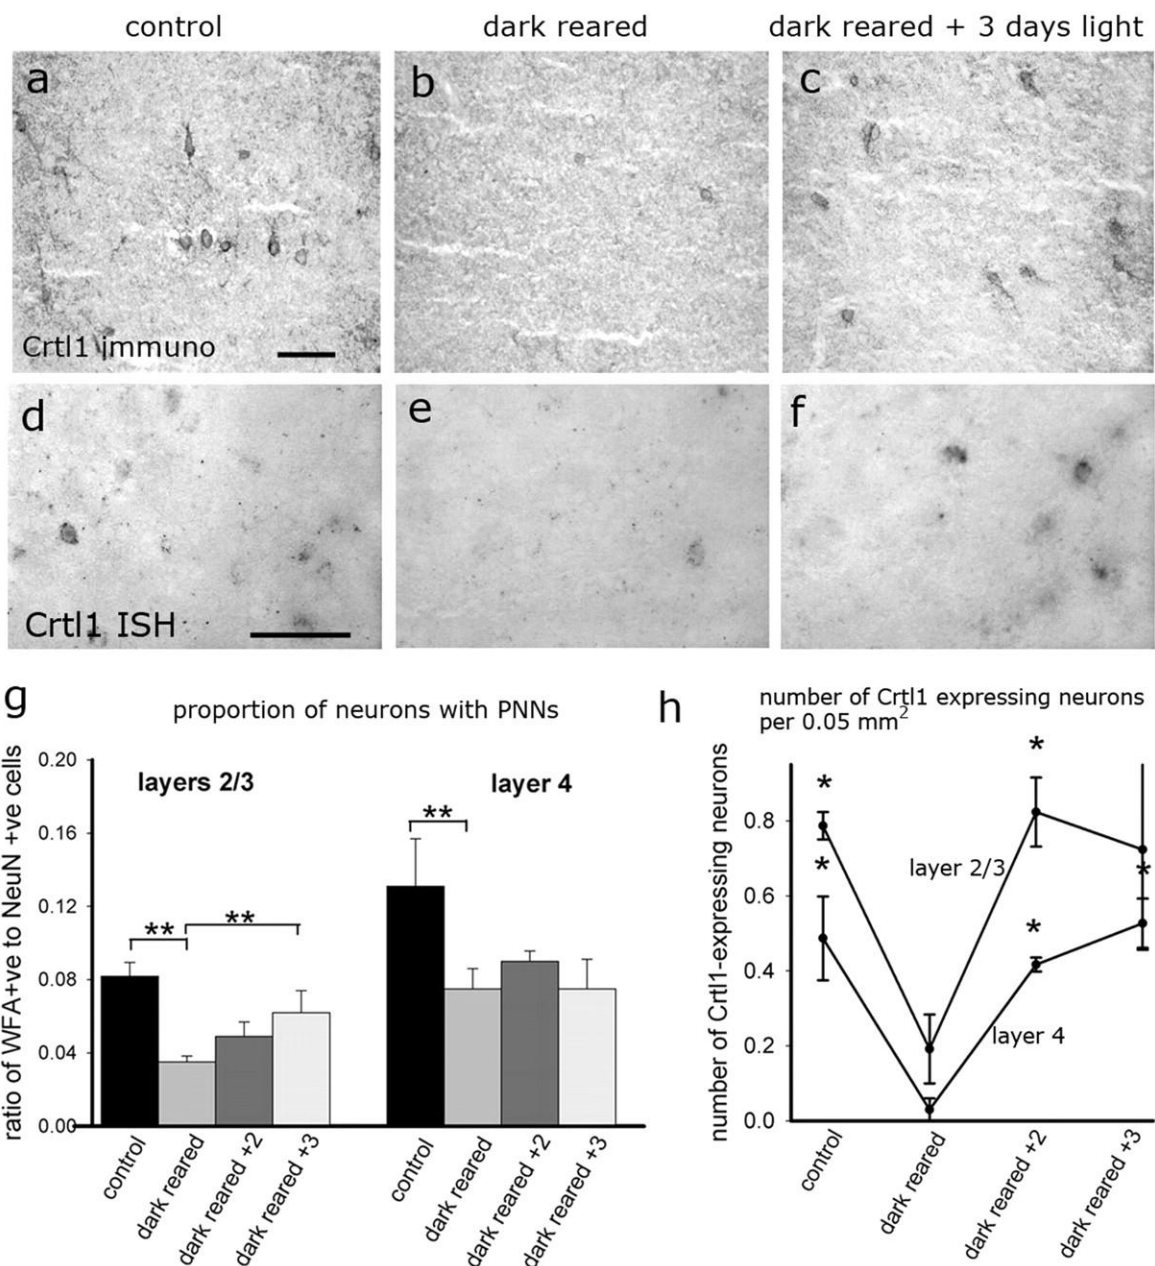 control
dark reared
dark reared + 3 days light
a
b
c
Crtl1 immuno
d
e
f
Crtl1 ISH
g
proportion of neurons with PNNs
ratio of WFA+ve to NeuN +ve cells
0.20
0.16
0.12
0.08
0.04
0.00
layers 2/3
layer 4
**
**
**
control
dark reared
dark reared +2
dark reared +3
control
dark reared
dark reared +2
dark reared +3
h
number of Crtl1 expressing neurons
per 0.05 mm²
number of Crtl1-expressing neurons
0.8
0.6
0.4
0.2
0.0
*
*
*
*
*
layer 2/3
layer 4
control
dark reared
dark reared +2
dark reared +3